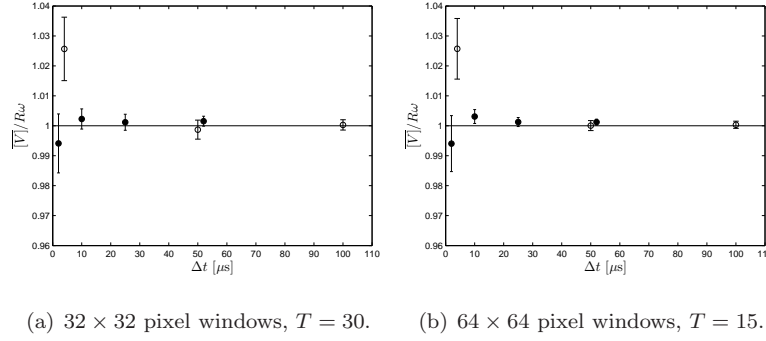 1.04
1.03
1.02
1.01
1
0.99
0.98
0.97
0.96
[V]/Rω
0 10 20 30 40 50 60 70 80 90 100 110
Δt [μs]
(a) 32 × 32 pixel windows, T = 30.
1.04
1.03
1.02
1.01
1
0.99
0.98
0.97
0.96
[V]/Rω
0 10 20 30 40 50 60 70 80 90 100 110
Δt [μs]
(b) 64 × 64 pixel windows, T = 15.